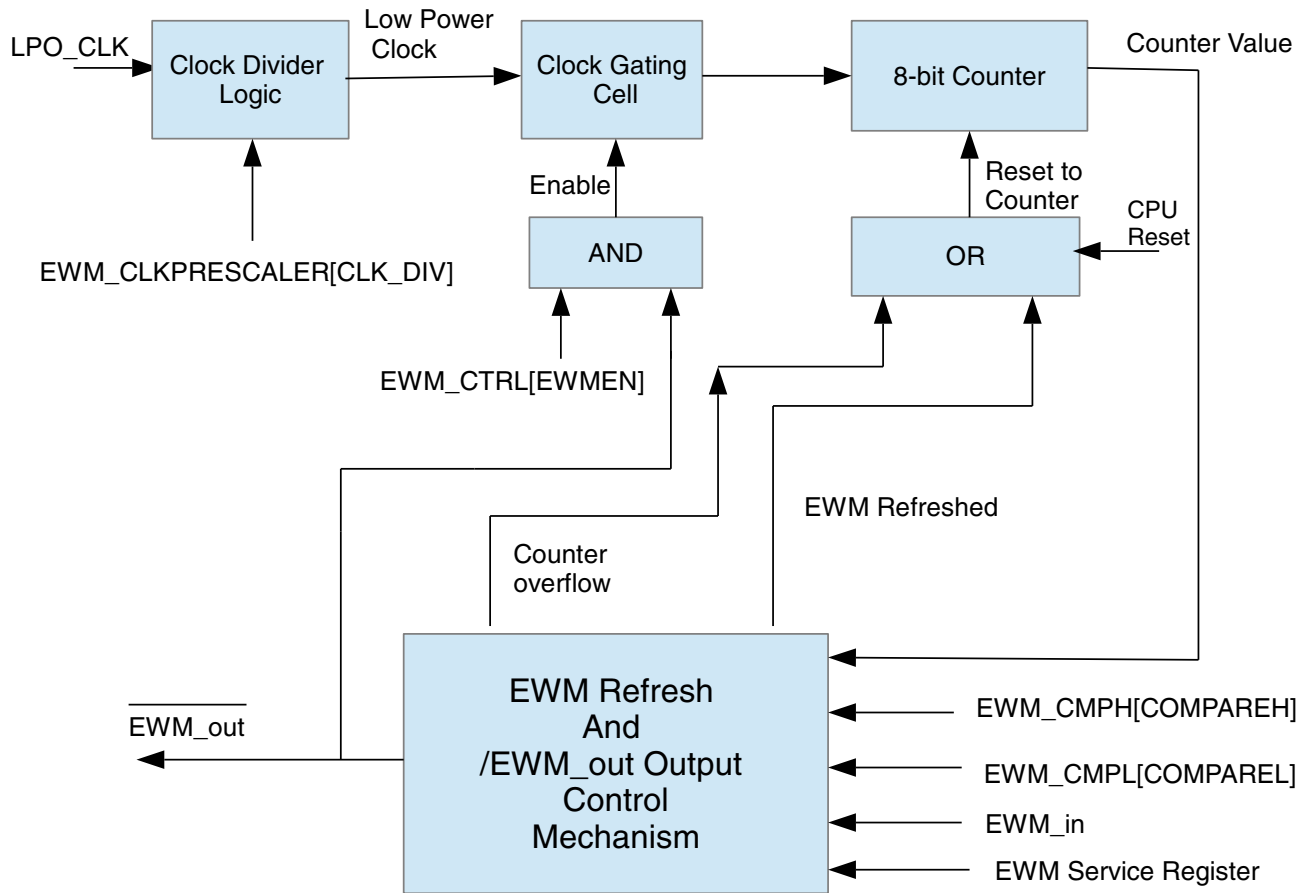 LPO_CLK
Low Power
Clock
Counter Value
Clock Divider
Logic
Clock Gating
Cell
8-bit Counter
Enable
Reset to
Counter
CPU
Reset
AND
OR
EWM_CLKPRESCALER[CLK_DIV]
EWM_CTRL[EWMEN]
EWM Refreshed
Counter
overflow
EWM_out
EWM Refresh
And
/EWM_out Output
Control
Mechanism
EWM_CMPH[COMPAREH]
EWM_CMPL[COMPAREL]
EWM_in
EWM Service Register